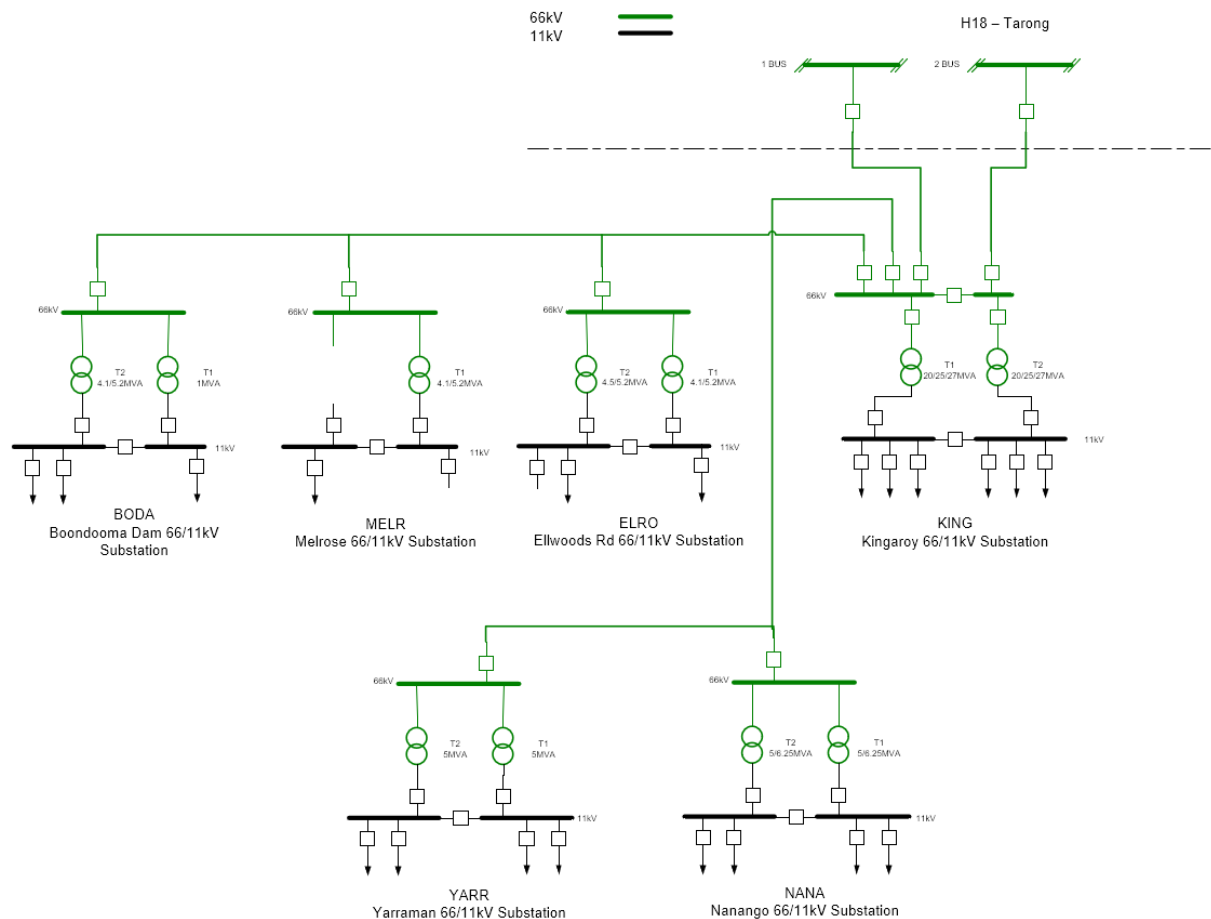 66kV
11kV
H18 – Tarong
1 BUS
2 BUS
66kV
66kV
66kV
66kV
T2
4.1/5.2MVA
T1
1MVA
T1
4.1/5.2MVA
T2
4.5/5.2MVA
T1
4.1/5.2MVA
T1
20/25/27MVA
T2
20/25/27MVA
11kV
11kV
11kV
11kV
BODA
Boondooma Dam 66/11kV
Substation
MELR
Melrose 66/11kV Substation
ELRO
Ellwoods Rd 66/11kV Substation
KING
Kingaroy 66/11kV Substation
66kV
66kV
T2
5MVA
T1
5MVA
T2
5/6.25MVA
T1
5/6.25MVA
11kV
11kV
YARR
Yarraman 66/11kV Substation
NANA
Nanango 66/11kV Substation